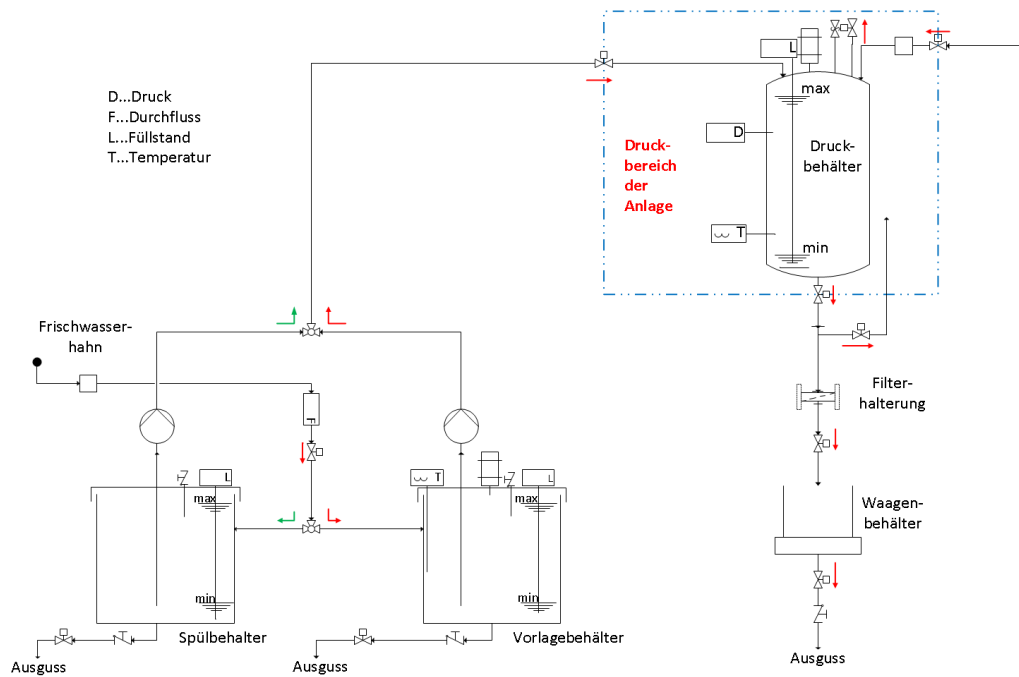 L
max
D...Druck
F...Durchfluss
L...Füllstand
T...Temperatur
D
Druck-
bereich
der
Anlage
Druck-
behälter
T
min
Frischwasser-
hahn
Filter-
halterung
F
L
T
L
max
max
Waagen-
behälter
min
min
Spülbehalter
Vorlagebehälter
Ausguss
Ausguss
Ausguss